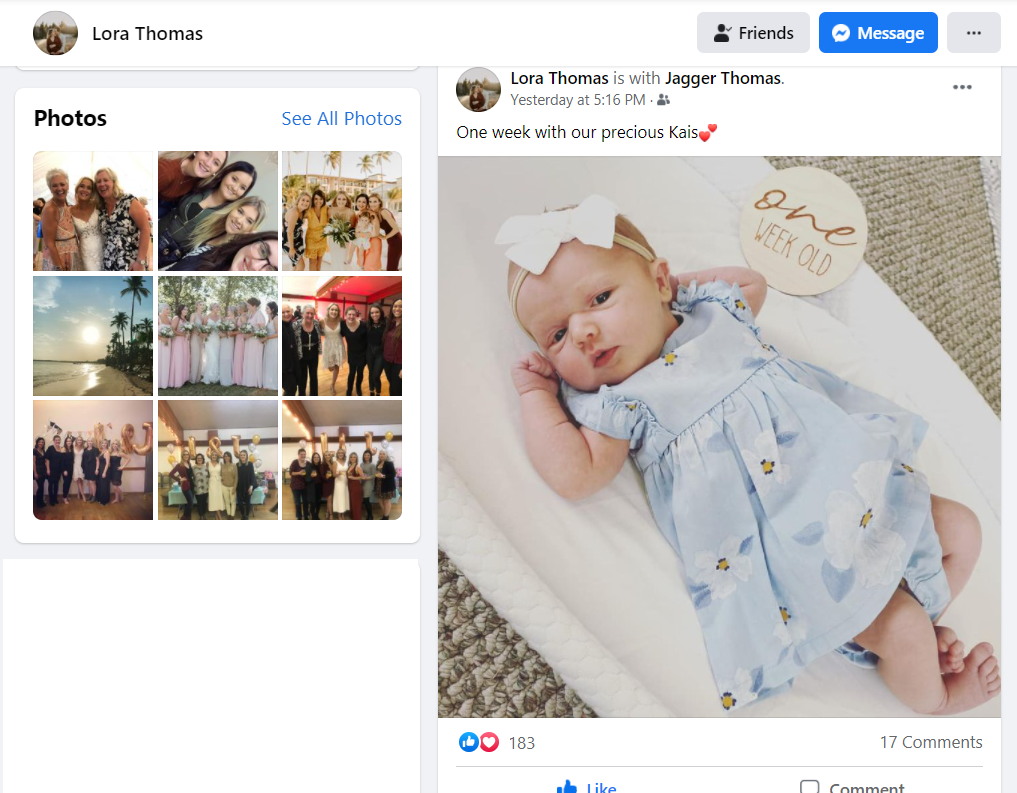 Lora Thomas
Friends
Message
Photos
See All Photos
Lora Thomas is with Jagger Thomas.
Yesterday at 5:16 PM ·
One week with our precious Kais💕
one
WEEK OLD
183
17 Comments
Like
Comment